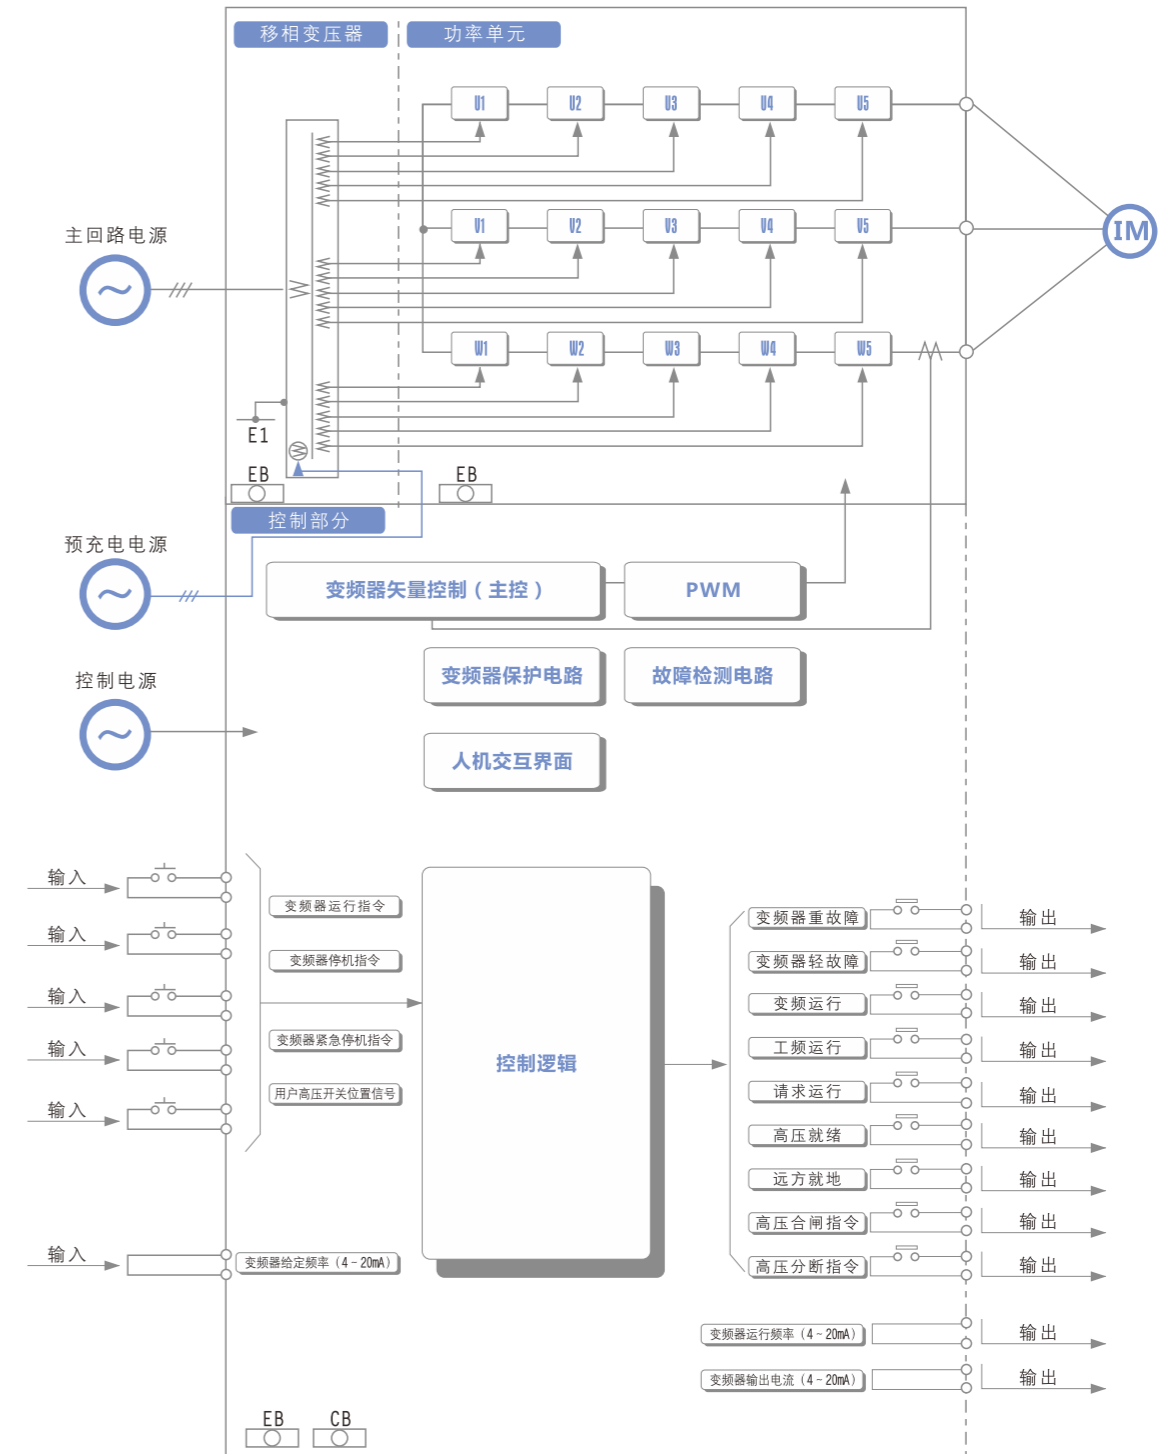 移相变压器
功率单元
U1 U2 U3 U4 U5
主回路电源
V1 V2 V3 V4 V5
IM
W1 W2 W3 W4 W5
E1
EB
EB
控制部分
预充电电源
变频器矢量控制（主控）
PWM
变频器保护电路
故障检测电路
控制电源
人机交互界面
输入
输入
输入
输入
输入
输入
变频器运行指令
变频器停机指令
变频器紧急停机指令
用户高压开关位置信号
变频器给定频率（4－20mA）
控制逻辑
变频器重故障
输出
变频器轻故障
输出
变频运行
输出
工频运行
输出
请求运行
输出
高压就绪
输出
远方就地
输出
高压合闸指令
输出
高压分断指令
输出
变频器运行频率（4～20mA）
输出
变频器输出电流（4～20mA）
输出
EB
CB